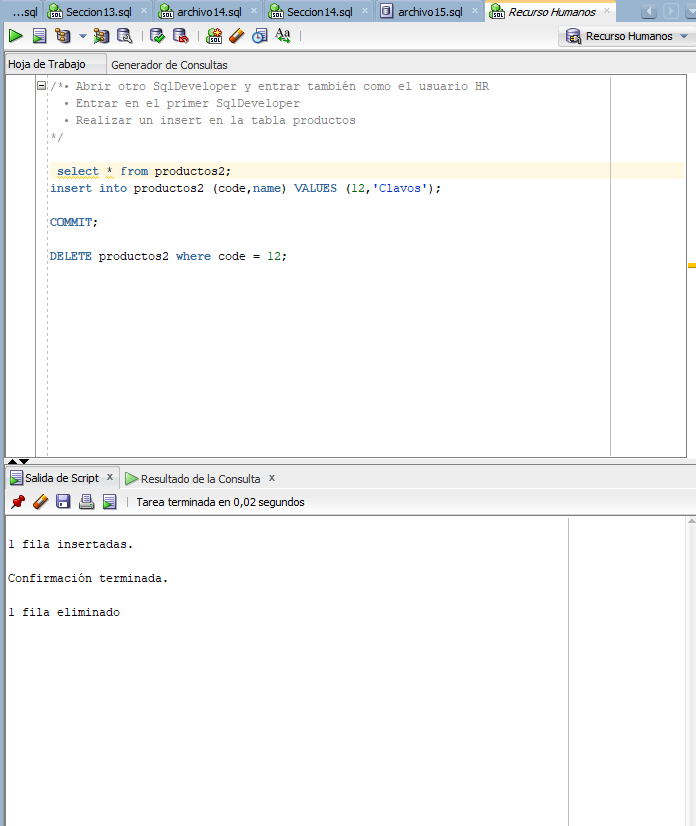 ...sql Seccion13.sql archivo14.sql Seccion14.sql archivo15.sql Recurso Humanos
Recurso Humanos
Hoja de Trabajo Generador de Consultas
/*• Abrir otro SqlDeveloper y entrar también como el usuario HR
• Entrar en el primer SqlDeveloper
• Realizar un insert en la tabla productos
*/
select * from productos2;
insert into productos2 (code,name) VALUES (12,'Clavos');
COMMIT;
DELETE productos2 where code = 12;
Salida de Script x Resultado de la Consulta x
Tarea terminada en 0,02 segundos
1 fila insertadas.
Confirmación terminada.
1 fila eliminado